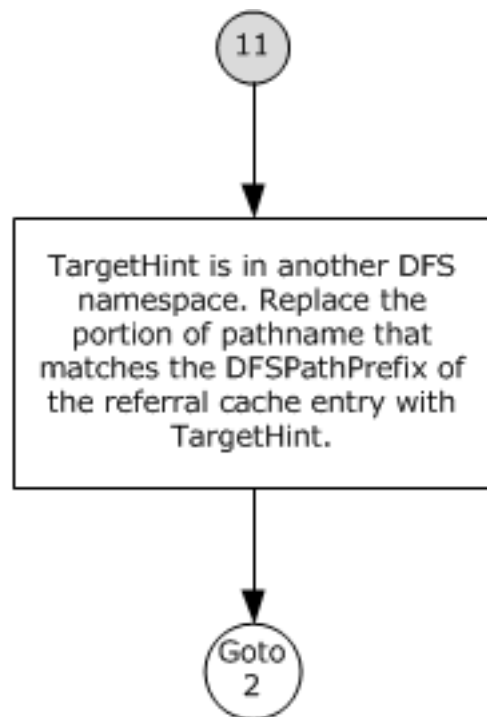 11
TargetHint is in another DFS
namespace. Replace the
portion of pathname that
matches the DFSPathPrefix of
the referral cache entry with
TargetHint.
Goto
2